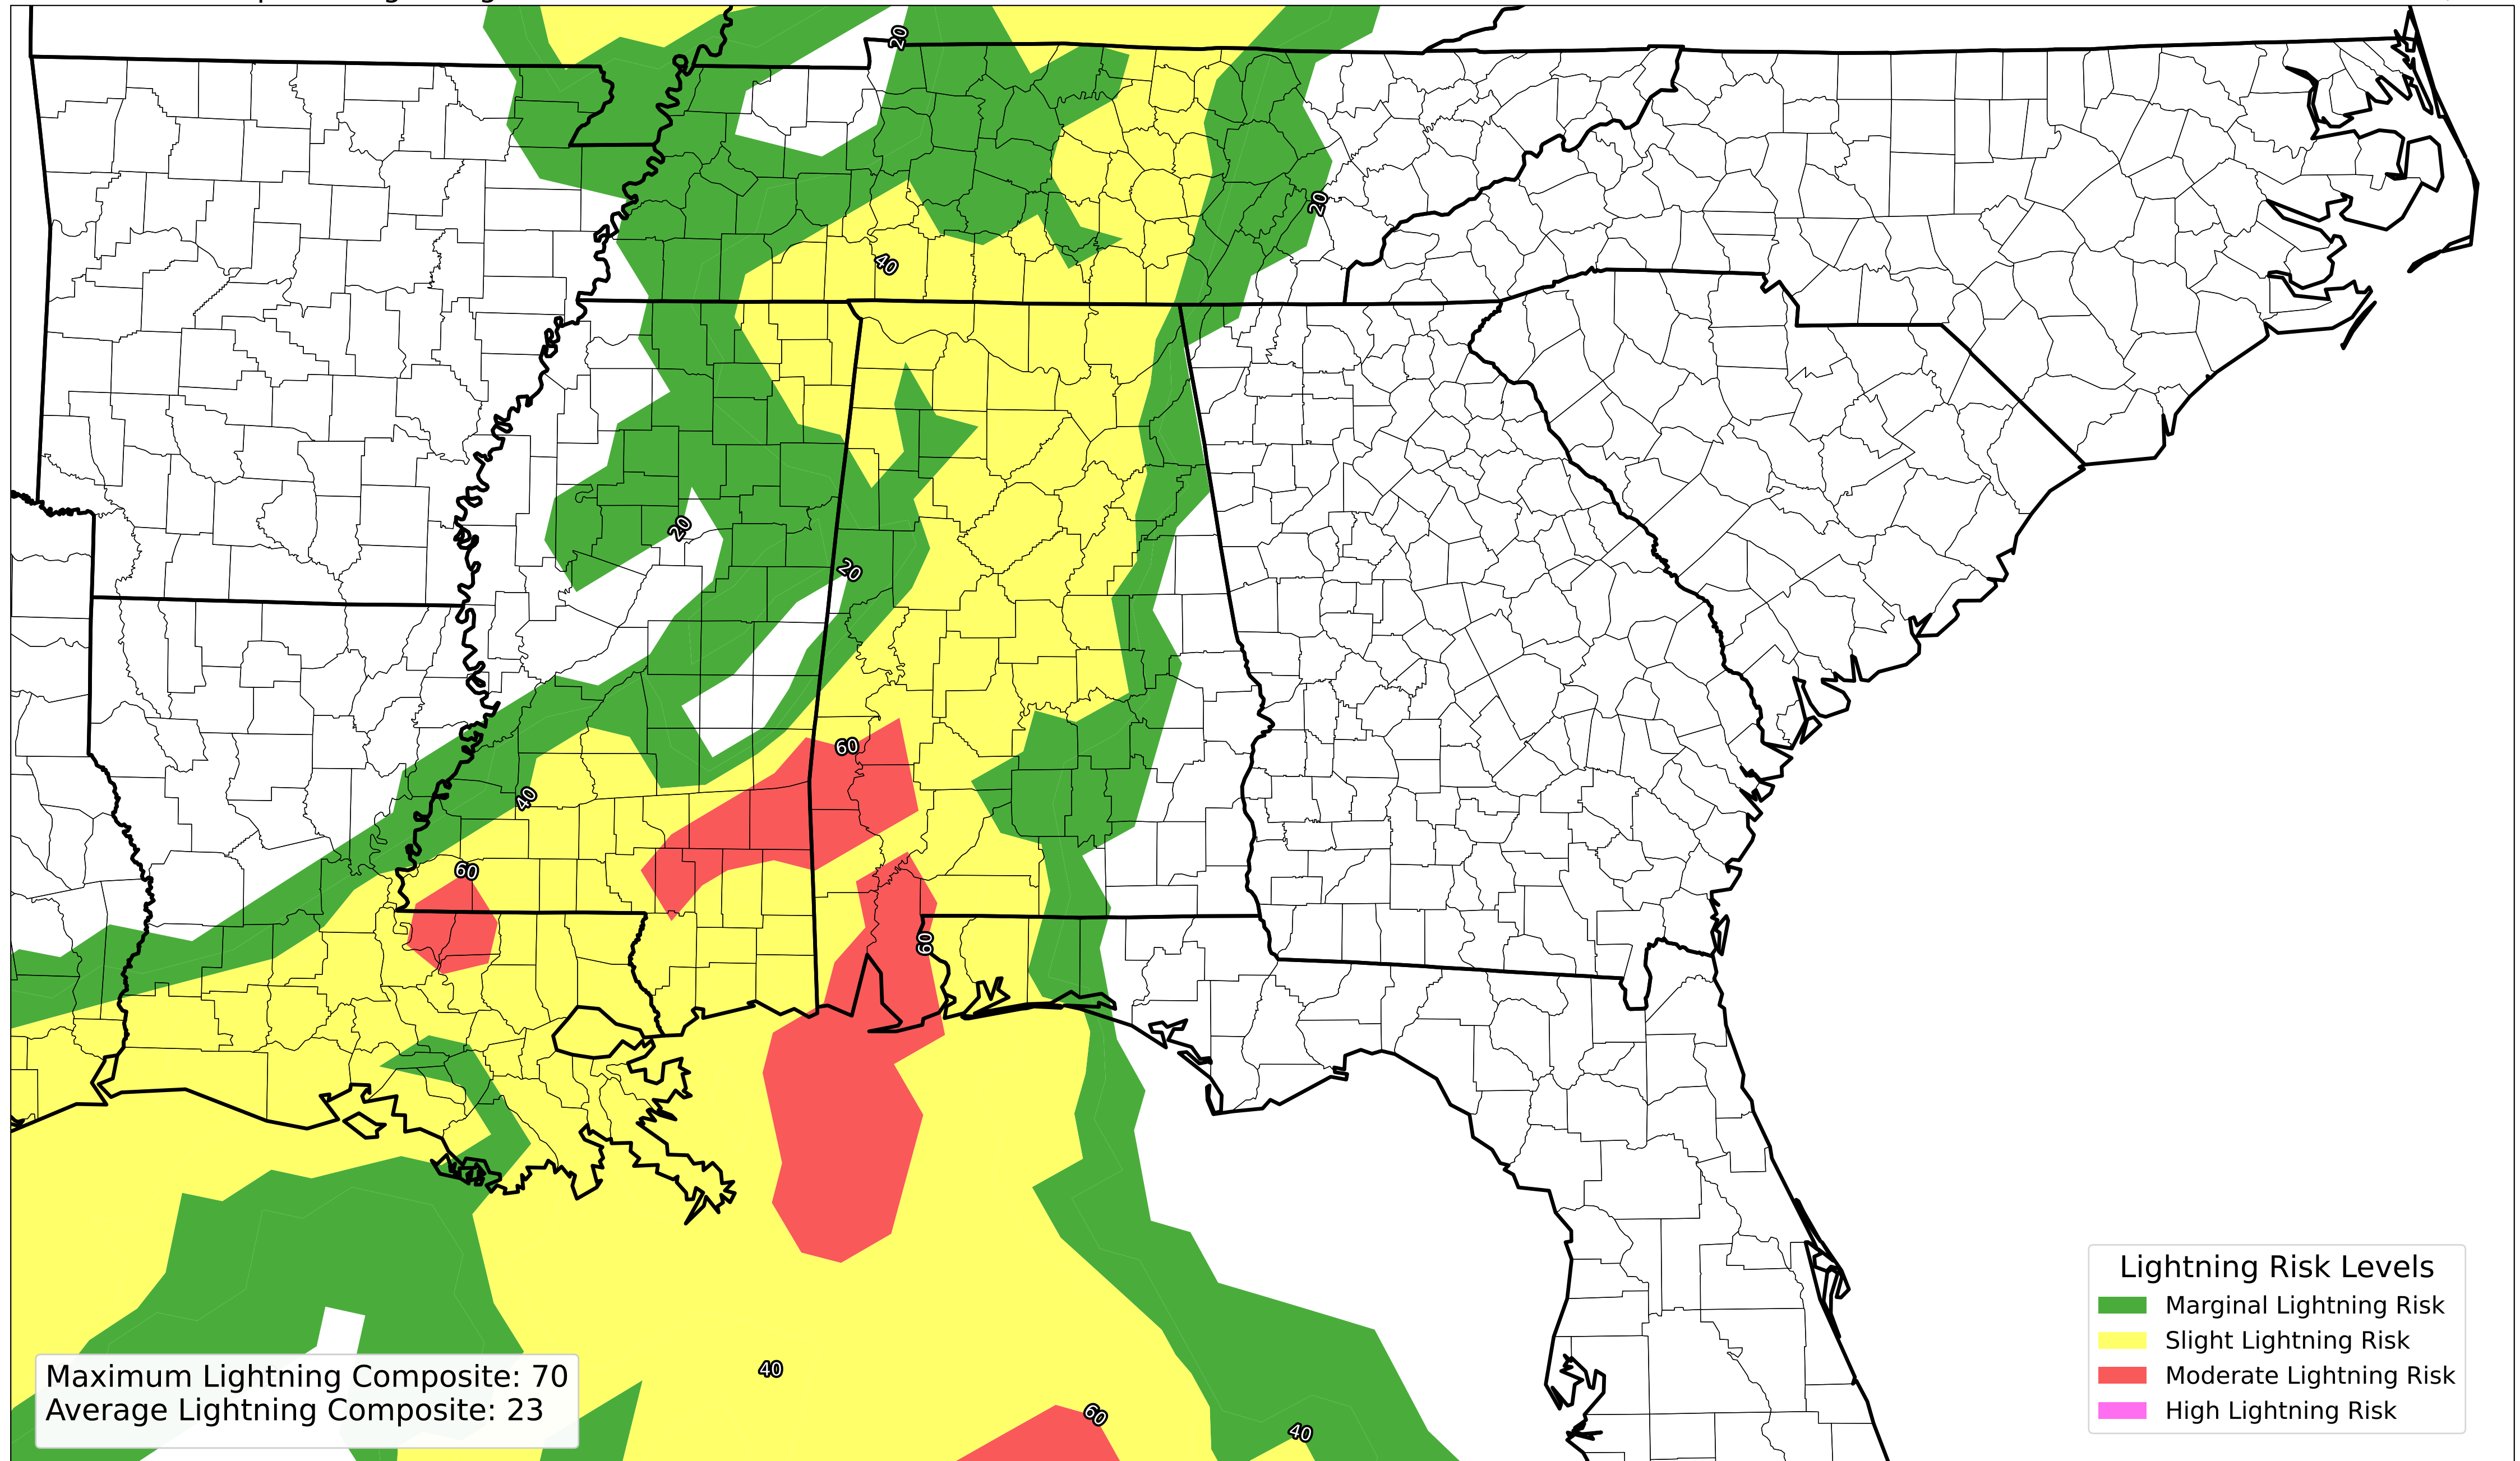 20
20
40
20
20
60
40
60
60
40
60
40
Maximum Lightning Composite: 70
Average Lightning Composite: 23
Lightning Risk Levels
Marginal Lightning Risk
Slight Lightning Risk
Moderate Lightning Risk
High Lightning Risk